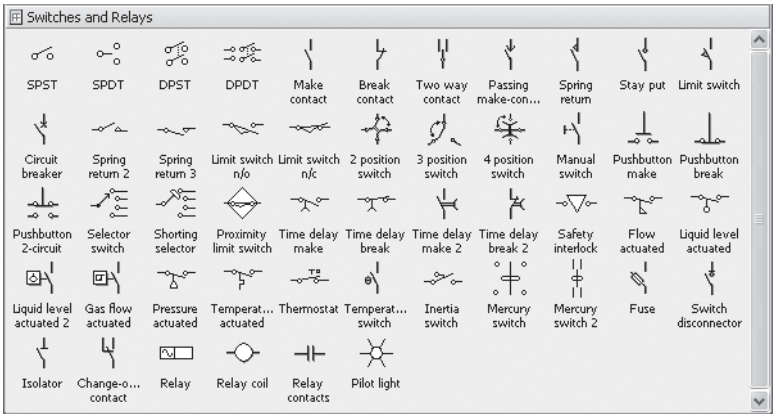 Switches and Relays
SPST SPDT DPST DPDT Make contact Break contact Two way contact Passing make-con... Spring return Stay put Limit switch
Circuit breaker Spring return 2 Spring return 3 Limit switch n/o Limit switch n/c 2 position switch 3 position switch 4 position switch Manual switch Pushbutton make Pushbutton break
Pushbutton 2-circuit Selector switch Shorting selector Proximity limit switch Time delay make Time delay break Time delay make 2 Time delay break 2 Safety interlock Flow actuated Liquid level actuated
Liquid level actuated 2 Gas flow actuated Pressure actuated Temperat... actuated Thermostat Temperat... switch Inertia switch Mercury switch Mercury switch 2 Fuse Switch disconnector
Isolator Change-o... contact Relay Relay coil Relay contacts Pilot light